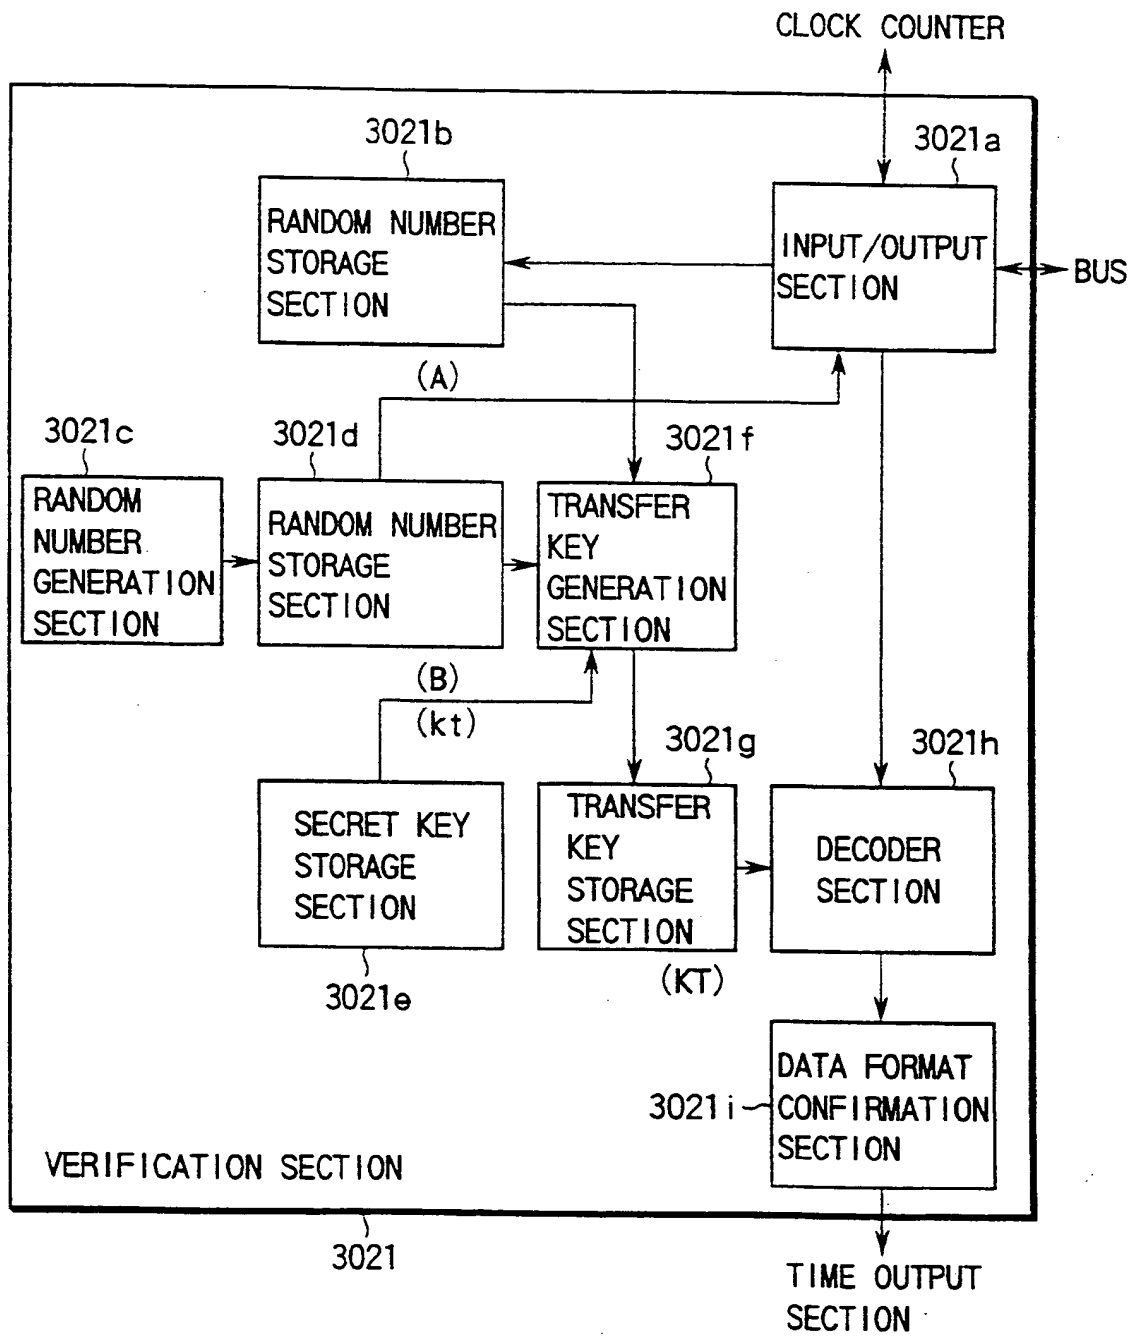 CLOCK COUNTER
3021b
3021a
RANDOM NUMBER
STORAGE
SECTION
INPUT/OUTPUT
SECTION
BUS
(A)
3021c
3021d
3021f
RANDOM
NUMBER
GENERATION
SECTION
RANDOM NUMBER
STORAGE
SECTION
TRANSFER
KEY
GENERATION
SECTION
(B)
(kt)
3021g
3021h
SECRET KEY
STORAGE
SECTION
TRANSFER
KEY
STORAGE
SECTION
DECODER
SECTION
3021e
(KT)
DATA FORMAT
CONFIRMATION
SECTION
3021i
VERIFICATION SECTION
3021
TIME OUTPUT
SECTION